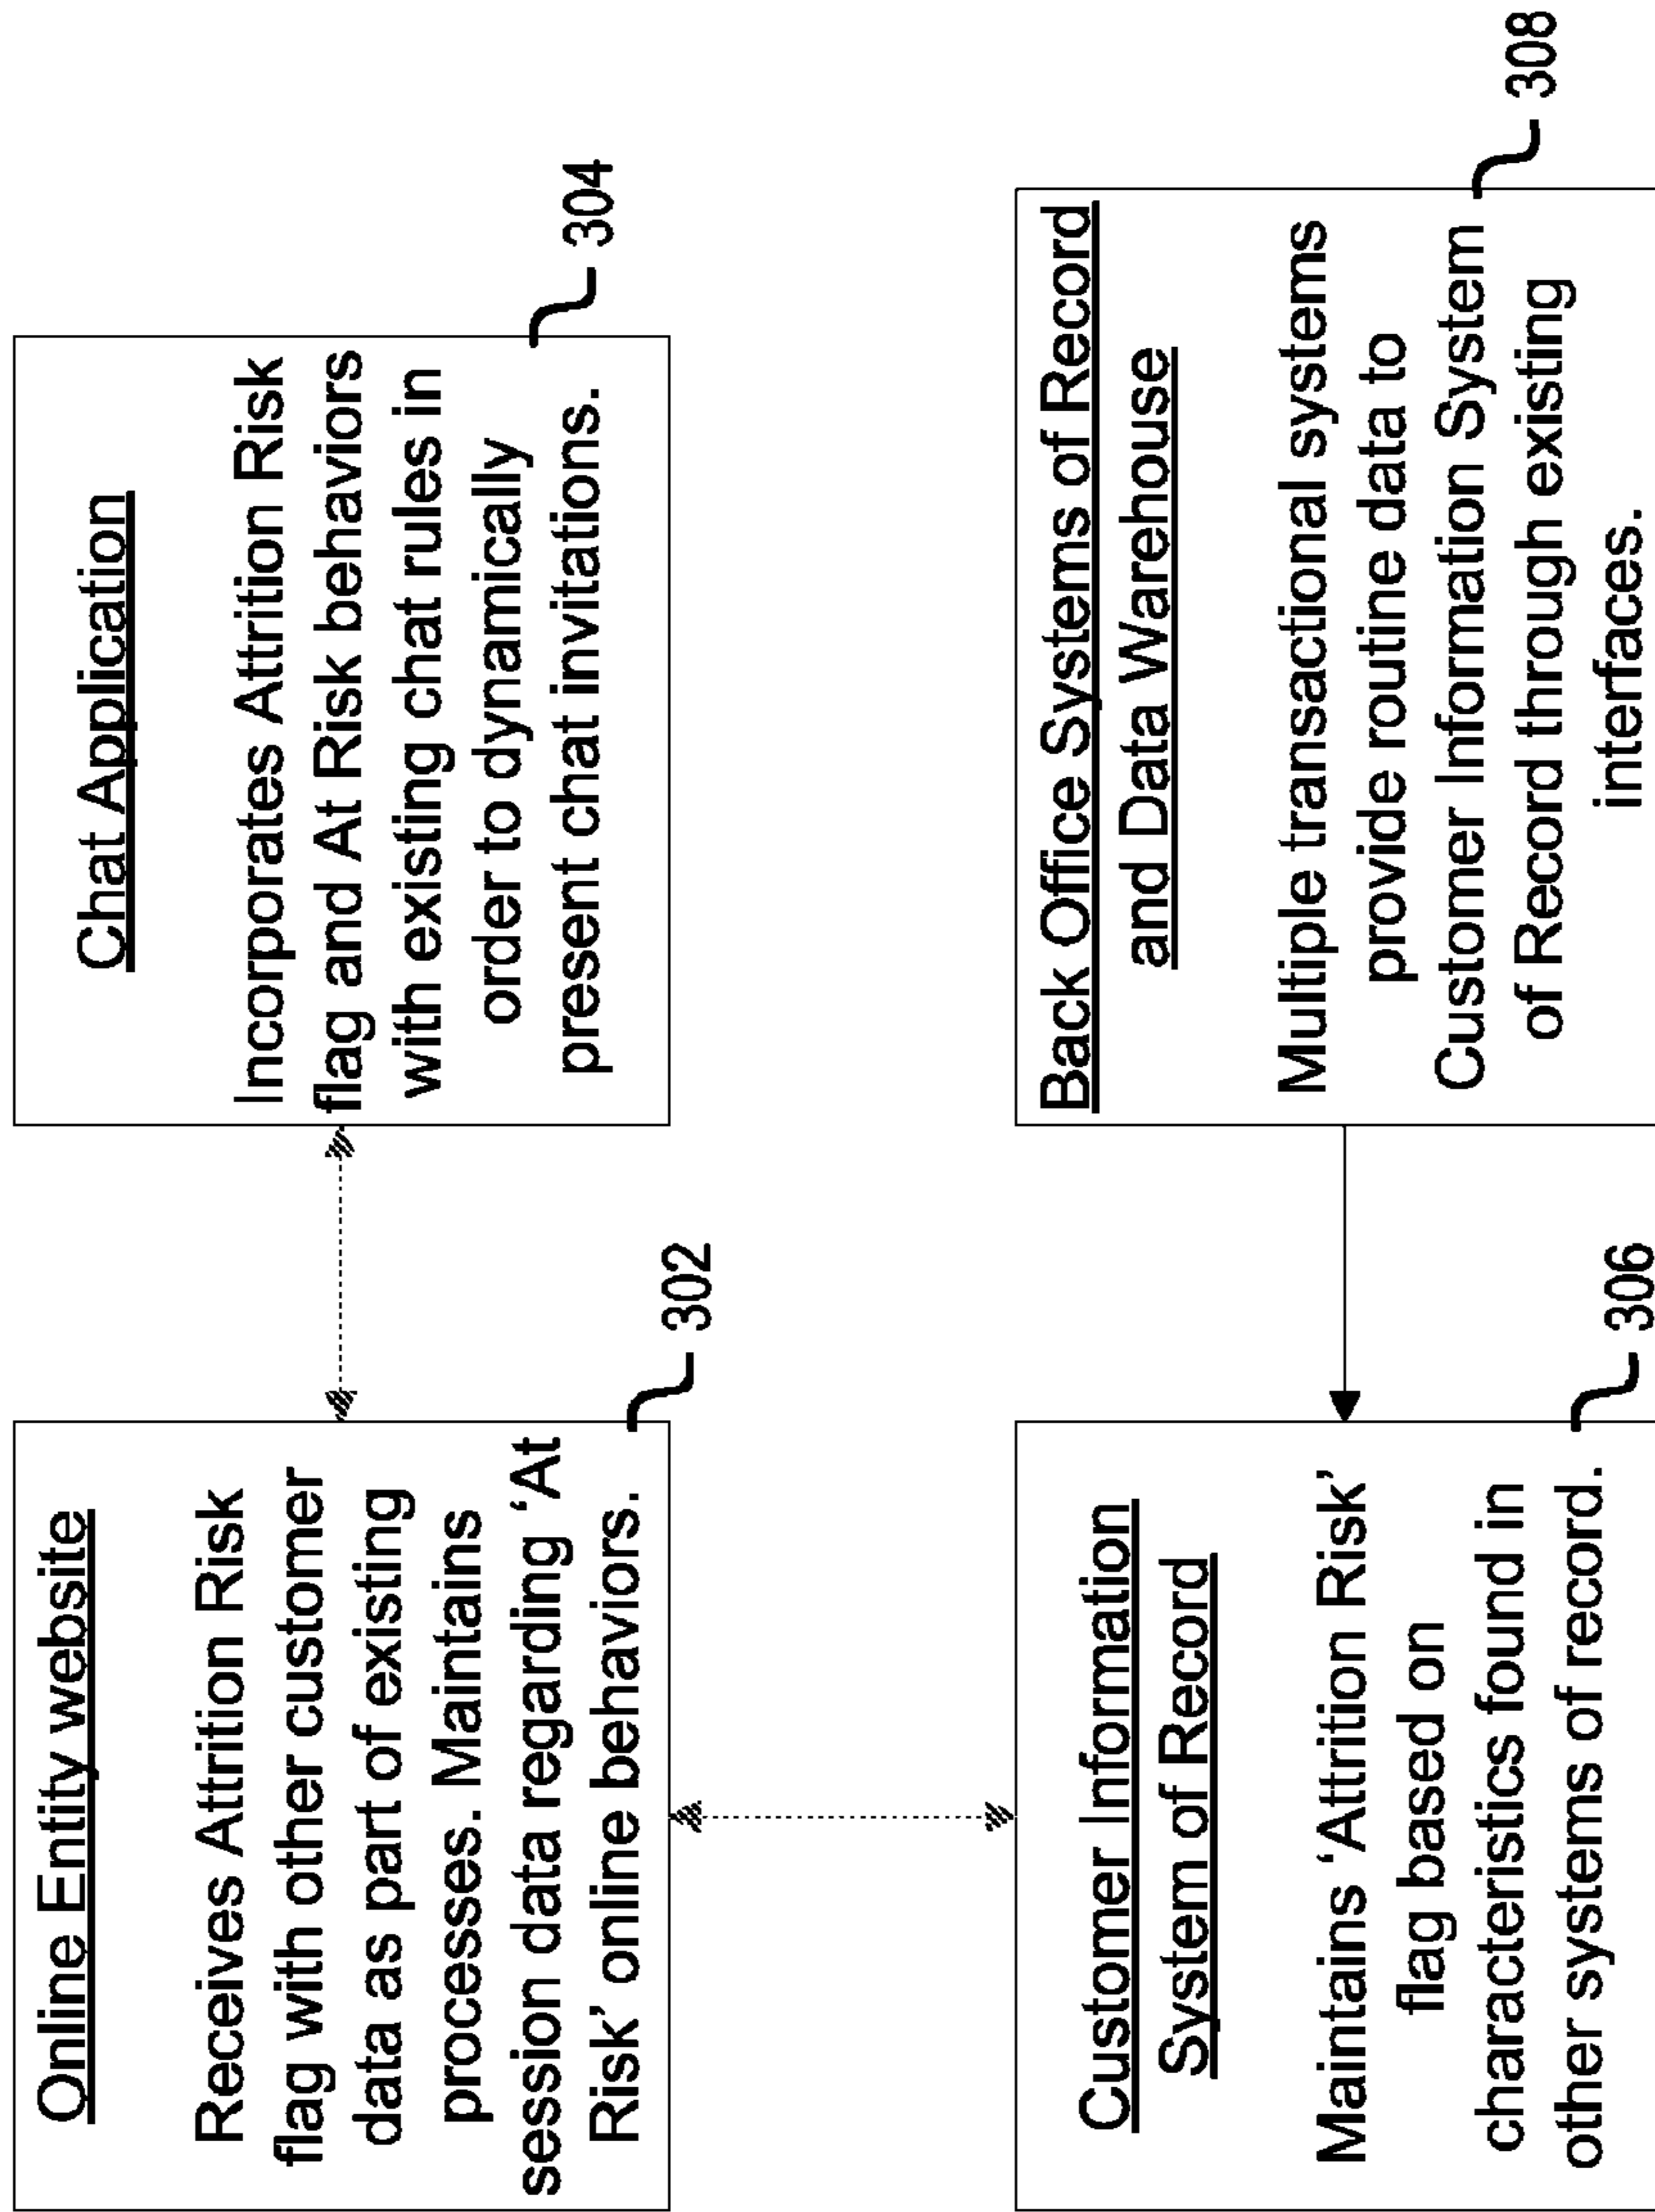 Online Entity website
Receives Attrition Risk
flag with other customer
data as part of existing
processes. Maintains
session data regarding ‘At
Risk’ online behaviors.
302
Chat Application
Incorporates Attrition Risk
flag and At Risk behaviors
with existing chat rules in
order to dynamically
present chat invitations.
304
Customer Information
System of Record
Maintains ‘Attrition Risk’
flag based on
characteristics found in
other systems of record.
306
Back Office Systems of Record
and Data Warehouse
Multiple transactional systems
provide routine data to
Customer Information System
of Record through existing
interfaces.
308